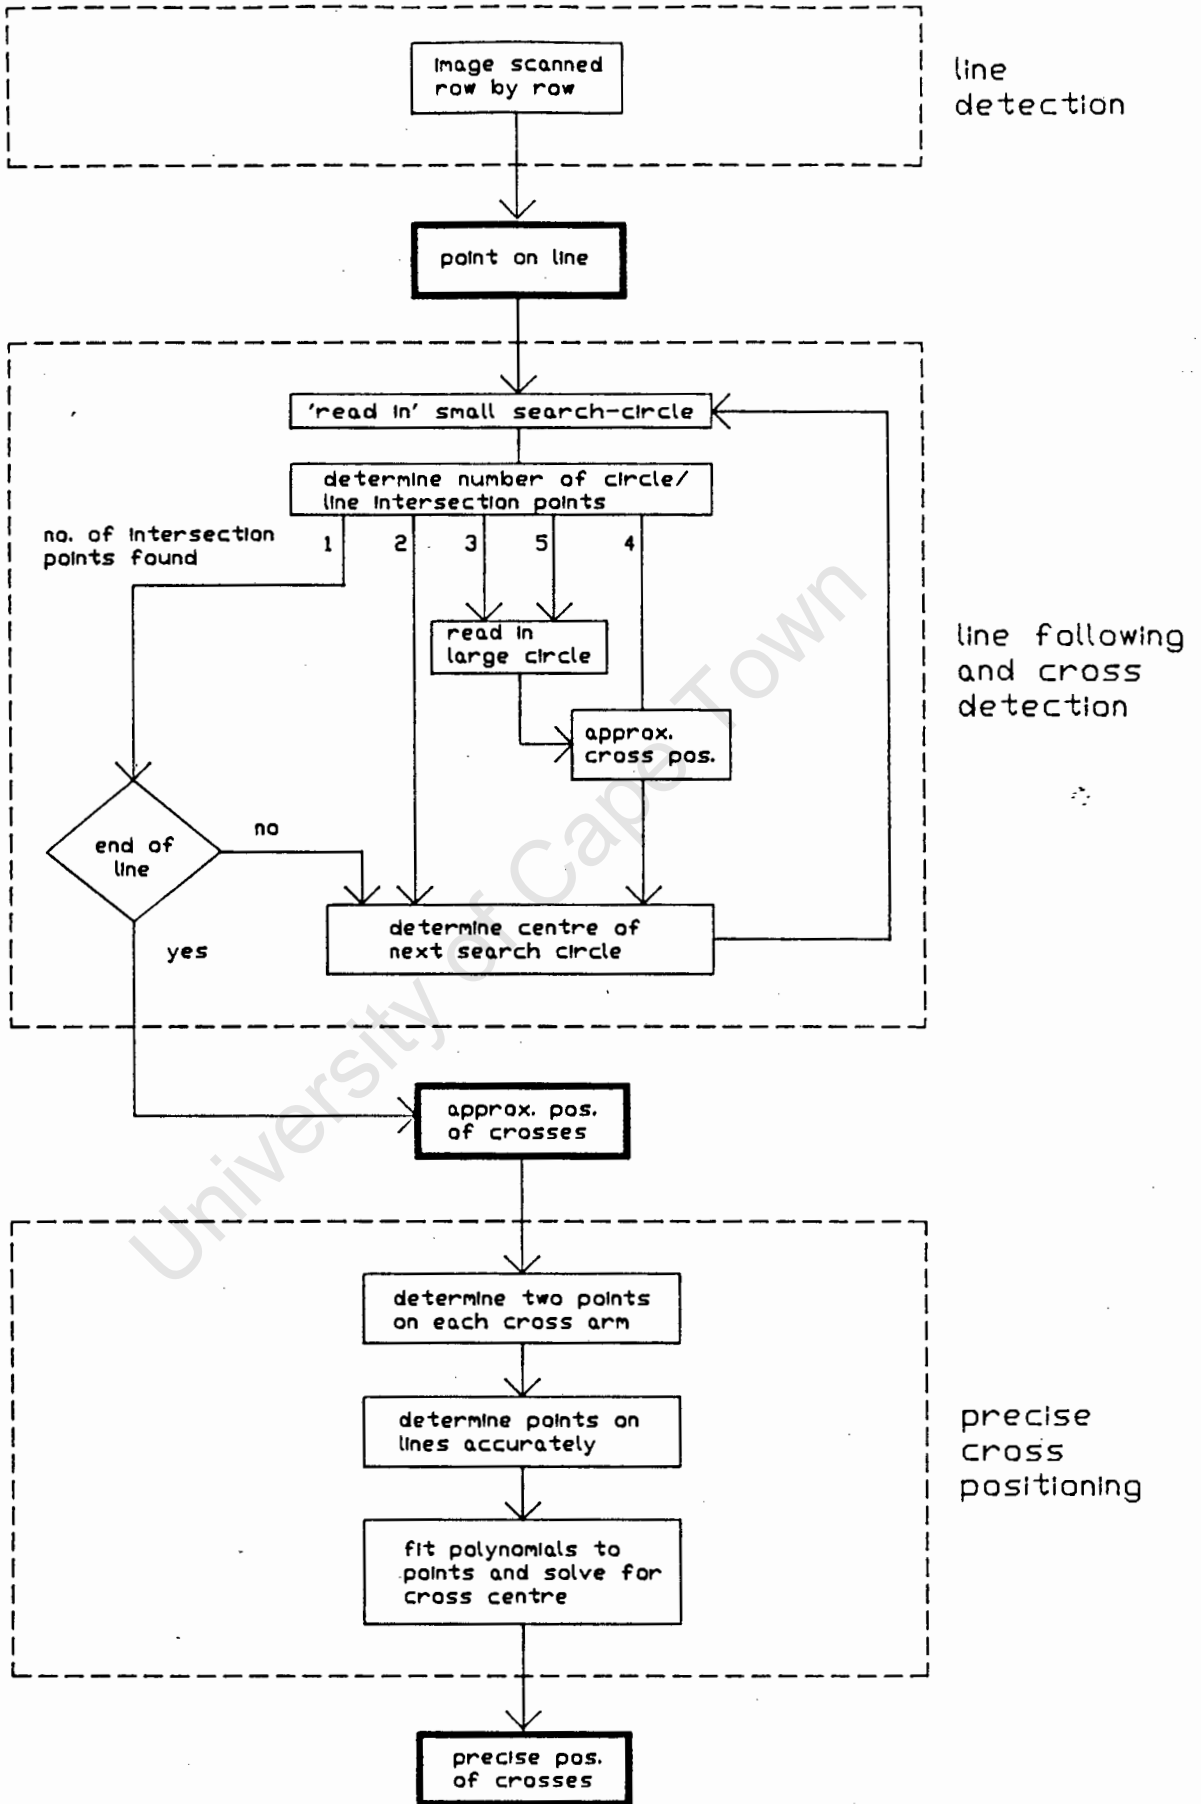 image scanned
row by row
line
detection
point on line
'read in' small search-circle
determine number of circle/
line intersection points
no. of intersection
points found
1
2
3
5
4
read in
large circle
line following
and cross
detection
approx.
cross pos.
end of
line
no
yes
determine centre of
next search circle
approx. pos.
of crosses
determine two points
on each cross arm
determine points on
lines accurately
precise
cross
positioning
fit polynomials to
points and solve for
cross centre
precise pos.
of crosses
University of Cape Town